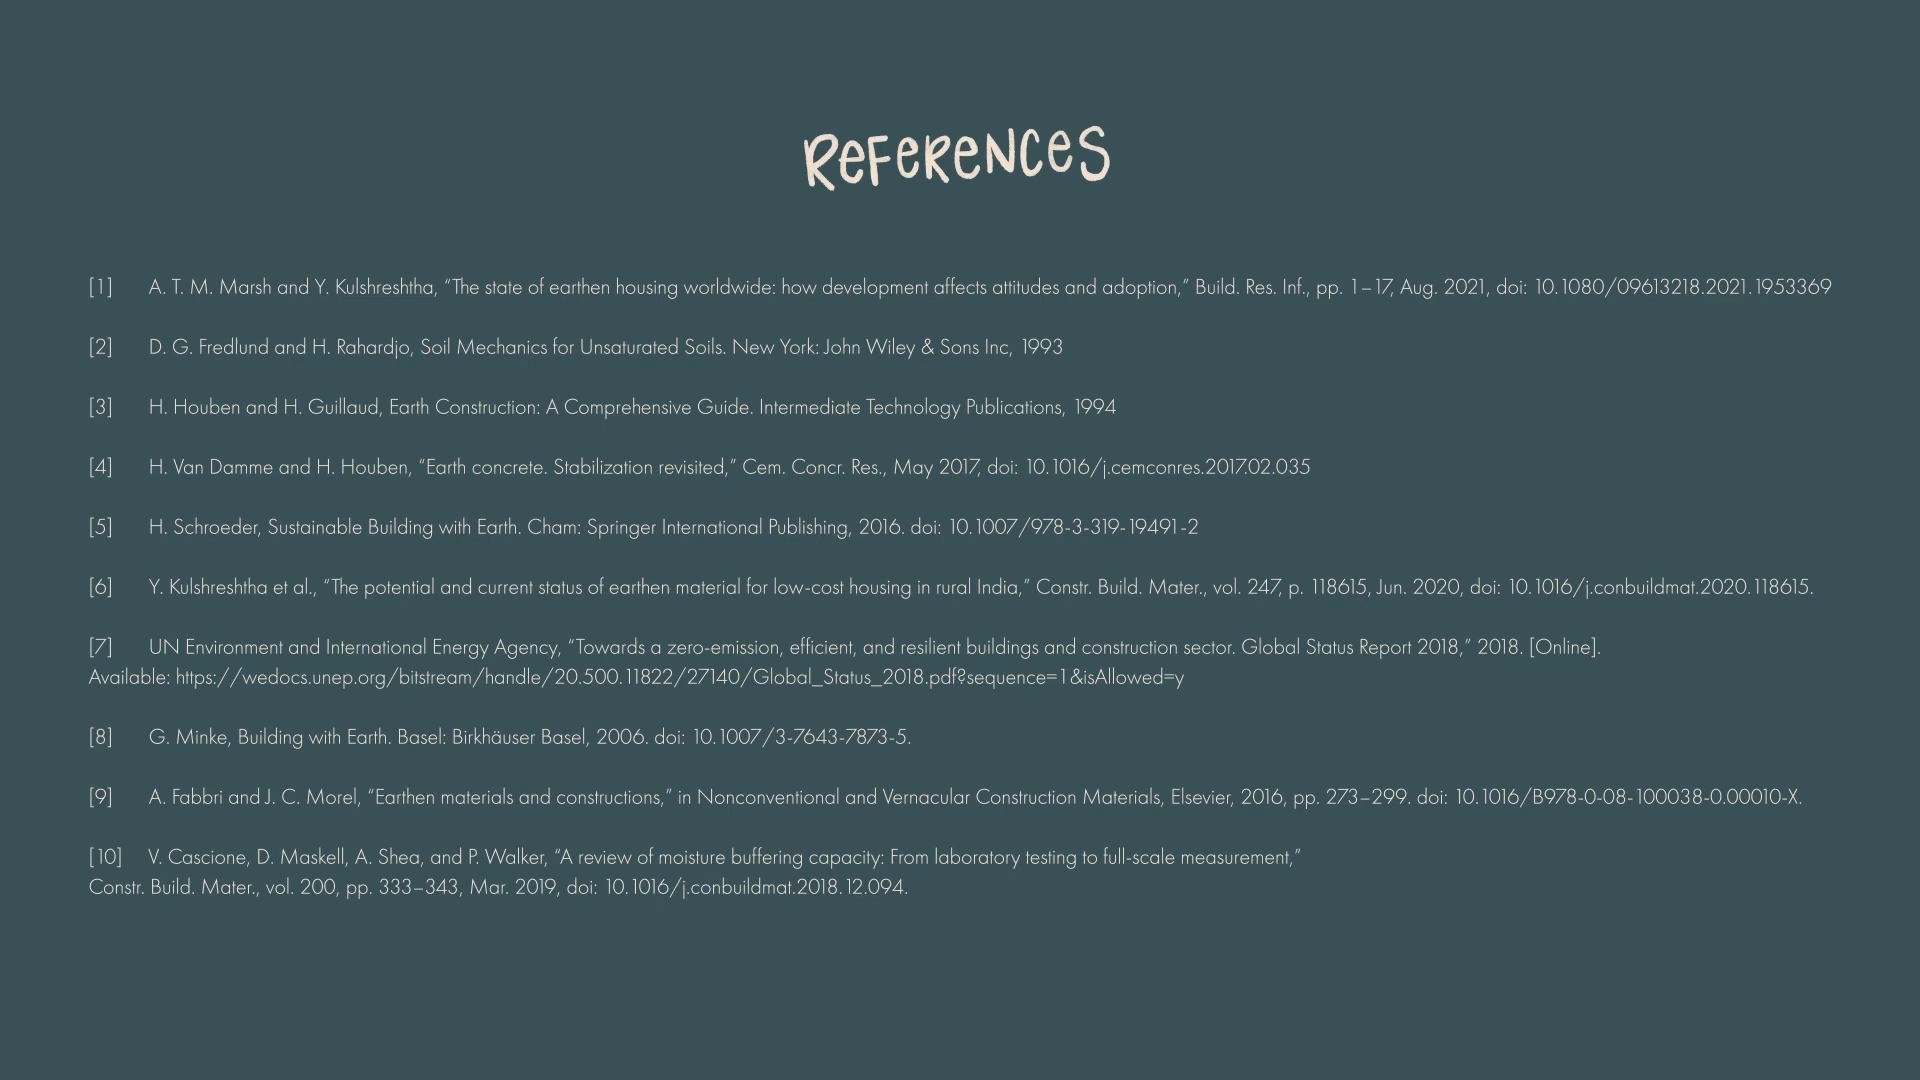 REFERENCES
[1] A. T. M. Marsh and Y. Kulshreshtha, “The state of earthen housing worldwide: how development affects attitudes and adoption,” Build. Res. Inf., pp. 1–17, Aug. 2021, doi: 10.1080/09613218.2021.1953369
[2] D. G. Fredlund and H. Rahardjo, Soil Mechanics for Unsaturated Soils. New York: John Wiley & Sons Inc, 1993
[3] H. Houben and H. Guillaud, Earth Construction: A Comprehensive Guide. Intermediate Technology Publications, 1994
[4] H. Van Damme and H. Houben, “Earth concrete. Stabilization revisited,” Cem. Concr. Res., May 2017, doi: 10.1016/j.cemconres.2017.02.035
[5] H. Schroeder, Sustainable Building with Earth. Cham: Springer International Publishing, 2016. doi: 10.1007/978-3-319-19491-2
[6] Y. Kulshreshtha et al., “The potential and current status of earthen material for low-cost housing in rural India,” Constr. Build. Mater., vol. 247, p. 118615, Jun. 2020, doi: 10.1016/j.conbuildmat.2020.118615.
[7] UN Environment and International Energy Agency, “Towards a zero-emission, efficient, and resilient buildings and construction sector. Global Status Report 2018,” 2018. [Online].
Available: https://wedocs.unep.org/bitstream/handle/20.500.11822/27140/Global_Status_2018.pdf?sequence=1&isAllowed=y
[8] G. Minke, Building with Earth. Basel: Birkhäuser Basel, 2006. doi: 10.1007/3-7643-7873-5.
[9] A. Fabbri and J. C. Morel, “Earthen materials and constructions,” in Nonconventional and Vernacular Construction Materials, Elsevier, 2016, pp. 273–299. doi: 10.1016/B978-0-08-100038-0.00010-X.
[10] V. Cascione, D. Maskell, A. Shea, and P. Walker, “A review of moisture buffering capacity: From laboratory testing to full-scale measurement,”
Constr. Build. Mater., vol. 200, pp. 333–343, Mar. 2019, doi: 10.1016/j.conbuildmat.2018.12.094.